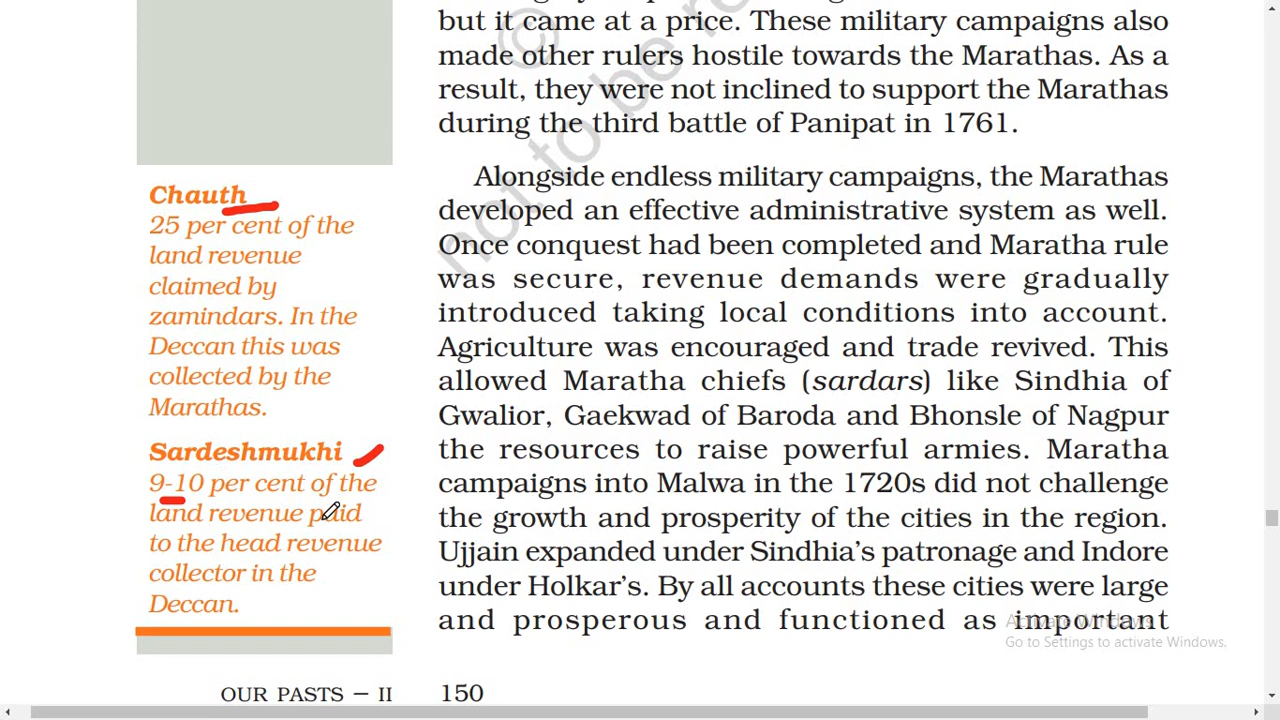 but it came at a price. These military campaigns also
made other rulers hostile towards the Marathas. As a
result, they were not inclined to support the Marathas
during the third battle of Panipat in 1761.
Alongside endless military campaigns, the Marathas
developed an effective administrative system as well.
Once conquest had been completed and Maratha rule
was secure, revenue demands were gradually
introduced taking local conditions into account.
Agriculture was encouraged and trade revived. This
allowed Maratha chiefs (sardars) like Sindhia of
Gwalior, Gaekwad of Baroda and Bhonsle of Nagpur
the resources to raise powerful armies. Maratha
campaigns into Malwa in the 1720s did not challenge
the growth and prosperity of the cities in the region.
Ujjain expanded under Sindhia's patronage and Indore
under Holkar's. By all accounts these cities were large
and prosperous and functioned as important
Chauth
25 per cent of the
land revenue
claimed by
zamindars. In the
Deccan this was
collected by the
Marathas.
Sardeshmukhi
9-10 per cent of the
land revenue paid
to the head revenue
collector in the
Deccan.
OUR PASTS – II 150
© not to be re
Activate Windows
Go to Settings to activate Windows.